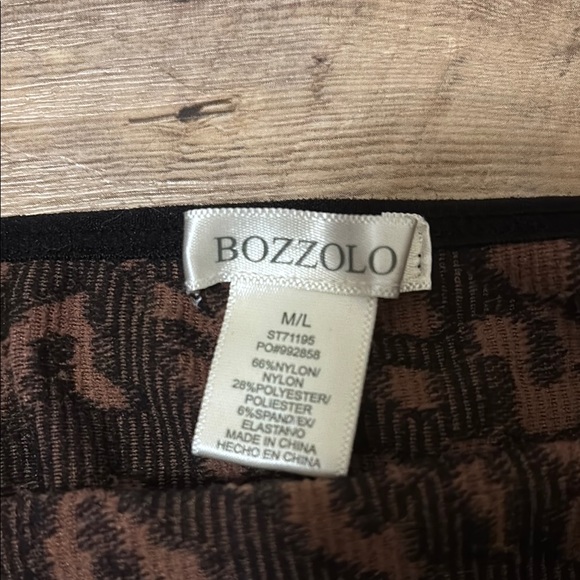 BOZZOLO
M/L
ST71195
PO#992858
66%NYLON/
NYLON
28%POLYESTER/
POLIESTER
6%SPANDEX/
ELASTANO
MADE IN CHINA
HECHO EN CHINA